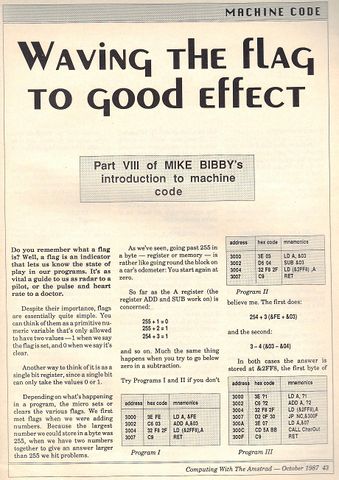 MACHINE CODE
WAVING THE FLAG
TO GOOD EFFECT
Part VIII of MIKE BIBBY's
introduction to machine
code
Do you remember what a flag
is? Well, a flag is an indicator
that lets us know the state of
play in our programs. It's as
vital a guide to us as radar to a
pilot, or the pulse and heart
rate to a doctor.
Despite their importance, flags
are essentially quite simple. You
can think of them as a primitive nu-
meric variable that's only allowed
to have two values — 1 when we say
the flag is set, and 0 when we say it's
clear.
Another way to think of it is as a
single bit register, since a single bit
can only take the values 0 or 1.
Depending on what's happening
in a program, the micro sets or
clears the various flags. We first
met flags when we were adding
numbers. Because the largest
number we could store in a byte was
255, when we have two numbers
together to give an answer larger
than 255 we hit problems.
As we've seen, going past 255 in
a byte — register or memory — is
rather like going round the block on
a car's odometer: You start again at
zero.
So far as the A register (the
register ADD and SUB work on) is
concerned:
255 + 1 = 0
255 + 2 = 1
254 + 3 = 1
and so on. Much the same thing
happens when you try to go below
zero in a subtraction.
Try Programs I and II if you don't
address hex code mnemonics
3000 3E FE LD A, &FE
3002 C6 03 ADD A,&03
3004 32 F8 2F LD (&2FF8),A
3007 C9 RET
Program I
address hex code mnemonics
3000 3E 05 LD A, &03
3002 D6 04 SUB &03
3004 32 F8 2F LD (&2FF8),A
3007 C9 RET
Program II
believe me. The first does:
254 + 3 (&FE + &03)
and the second:
3 – 4 (&03 – &04)
In both cases the answer is
stored at &2FF8, the first byte of
address hex code mnemonics
3000 3E ?1 LD A, ?1
3002 C6 ?2 ADD A, ?2
3004 32 F8 2F LD (&2FF8),A
3007 D2 0F 30 JP NC,&300F
300A 3E 07 LD A,&07
300C CD 5A BB CALL CharOut
300F C9 RET
Computing With The Amstrad — October 1987 43